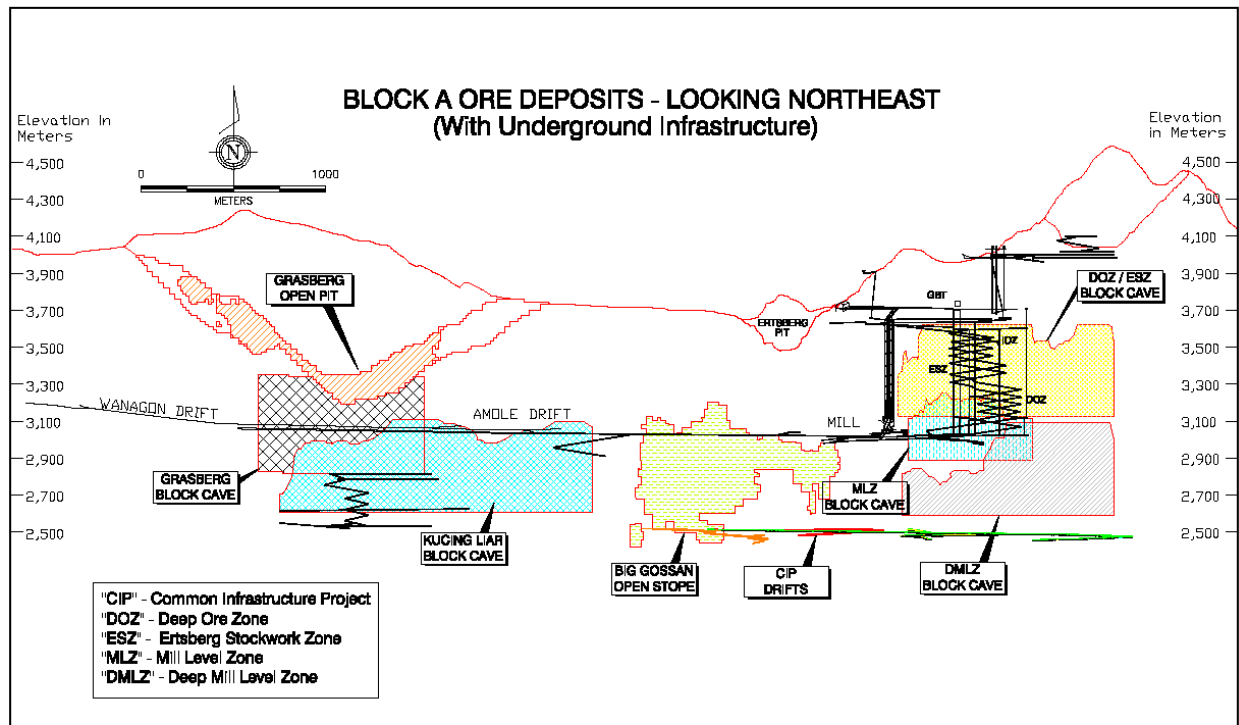 BLOCK A ORE DEPOSITS - LOOKING NORTHEAST
(With Underground Infrastructure)
Elevation in
Meters
4,500
4,300
4,100
3,900
3,700
3,500
3,300
3,100
2,900
2,700
2,500
N
0 1000
METERS
Elevation
in Meters
4,500
4,300
4,100
3,900
3,700
3,500
3,300
3,100
2,900
2,700
2,500
GRASBERG
OPEN PIT
ERTSBERG
PIT
GBT
DOZ / ESZ
BLOCK CAVE
IDZ
ESZ
DOZ
WANAGON DRIFT
AMOLE DRIFT
MILL
GRASBERG
BLOCK CAVE
KUCING LIAR
BLOCK CAVE
BIG GOSSAN
OPEN STOPE
CIP
DRIFTS
MLZ
BLOCK CAVE
DMLZ
BLOCK CAVE
"CIP" - Common Infrastructure Project
"DOZ" - Deep Ore Zone
"ESZ" - Ertsberg Stockwork Zone
"MLZ" - Mill Level Zone
"DMLZ" - Deep Mill Level Zone